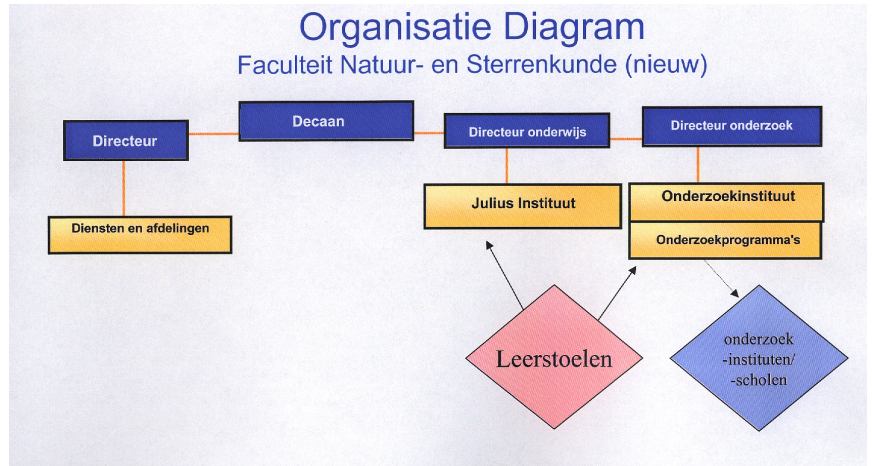 Organisatie Diagram
Faculteit Natuur- en Sterrenkunde (nieuw)
Directeur
Decaan
Directeur onderwijs
Directeur onderzoek
Diensten en afdelingen
Julius Instituut
Onderzoekinstituut
Onderzoekprogramma's
Leerstoelen
onderzoek
-instituten/
-scholen